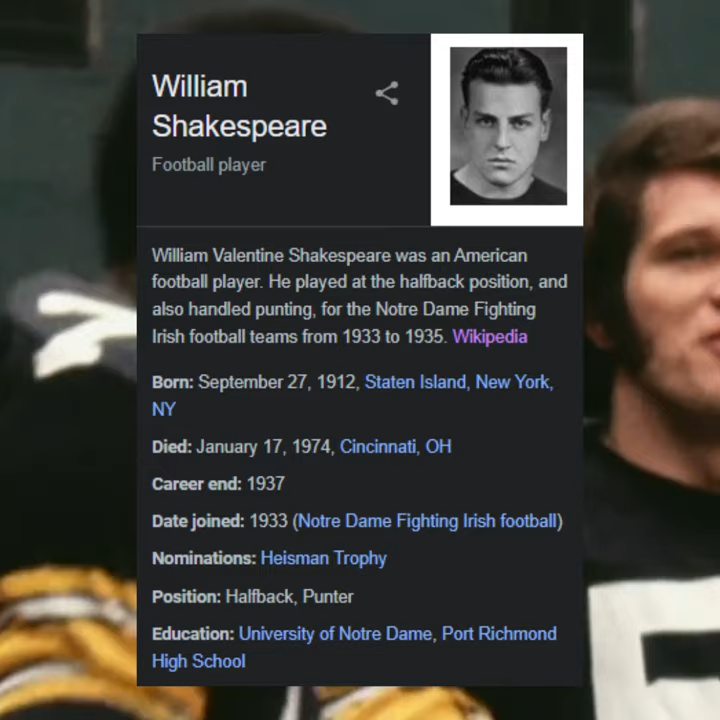 William
Shakespeare
Football player
William Valentine Shakespeare was an American
football player. He played at the halfback position, and
also handled punting, for the Notre Dame Fighting
Irish football teams from 1933 to 1935. Wikipedia
Born: September 27, 1912, Staten Island, New York,
NY
Died: January 17, 1974, Cincinnati, OH
Career end: 1937
Date joined: 1933 (Notre Dame Fighting Irish football)
Nominations: Heisman Trophy
Position: Halfback, Punter
Education: University of Notre Dame, Port Richmond
High School